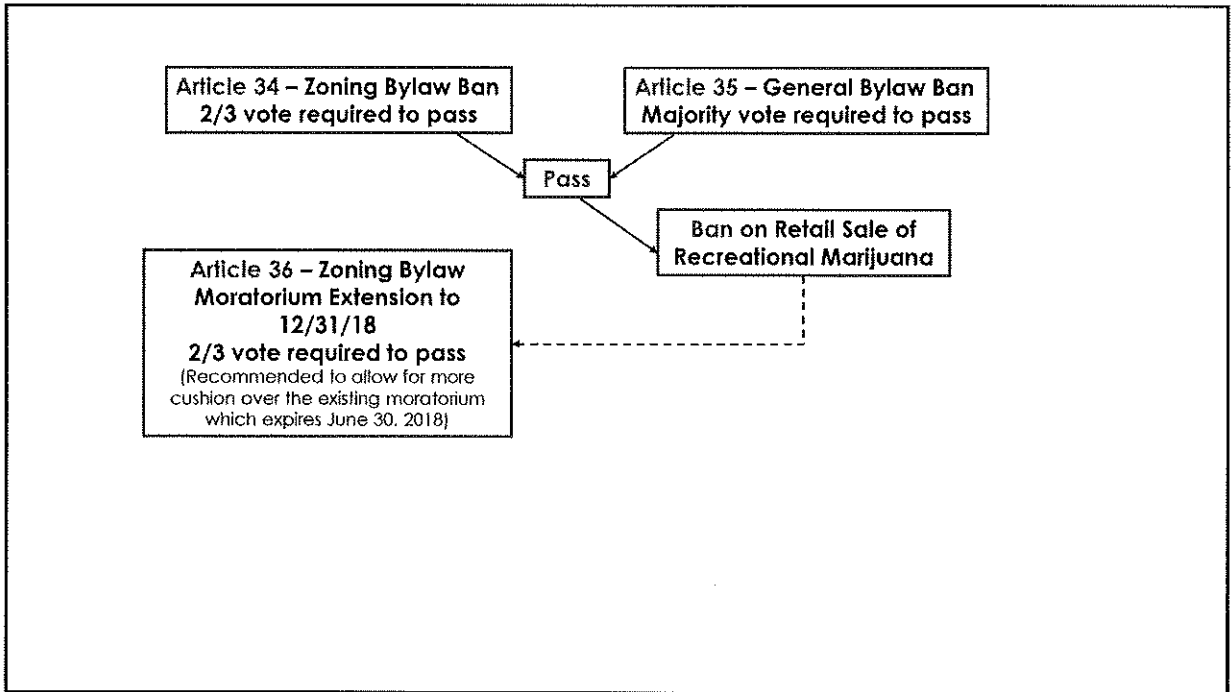 Article 34 – Zoning Bylaw Ban
2/3 vote required to pass
Article 35 – General Bylaw Ban
Majority vote required to pass
Pass
Ban on Retail Sale of
Recreational Marijuana
Article 36 – Zoning Bylaw
Moratorium Extension to
12/31/18
2/3 vote required to pass
(Recommended to allow for more
cushion over the existing moratorium
which expires June 30, 2018)